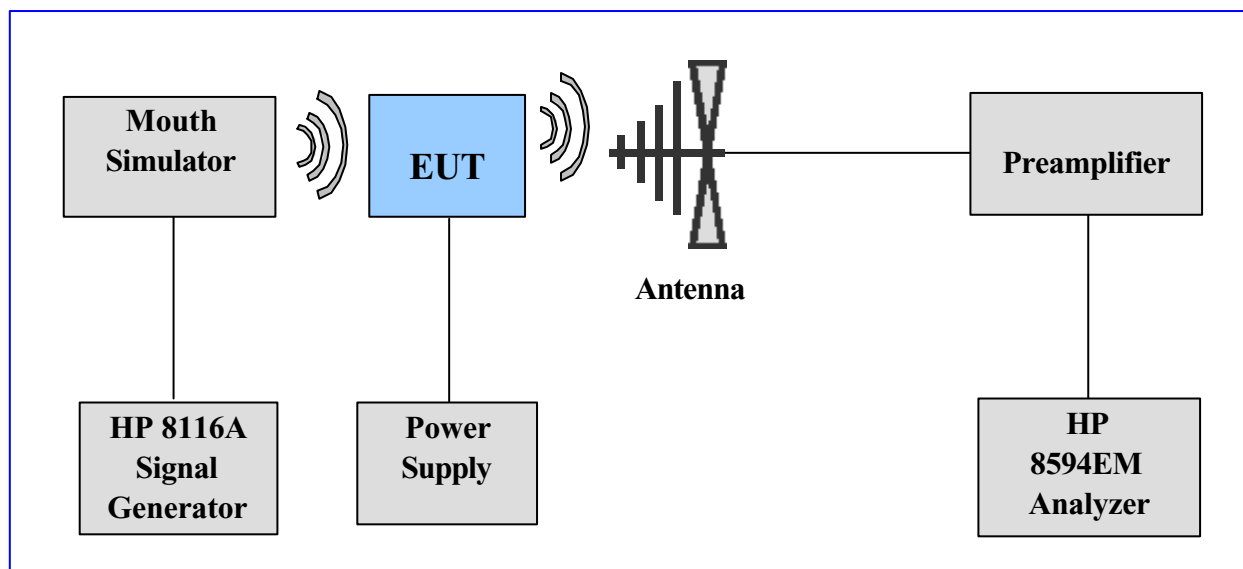 Mouth
Simulator
EUT
Preamplifier
Antenna
HP 8116A
Signal
Generator
Power
Supply
HP
8594EM
Analyzer